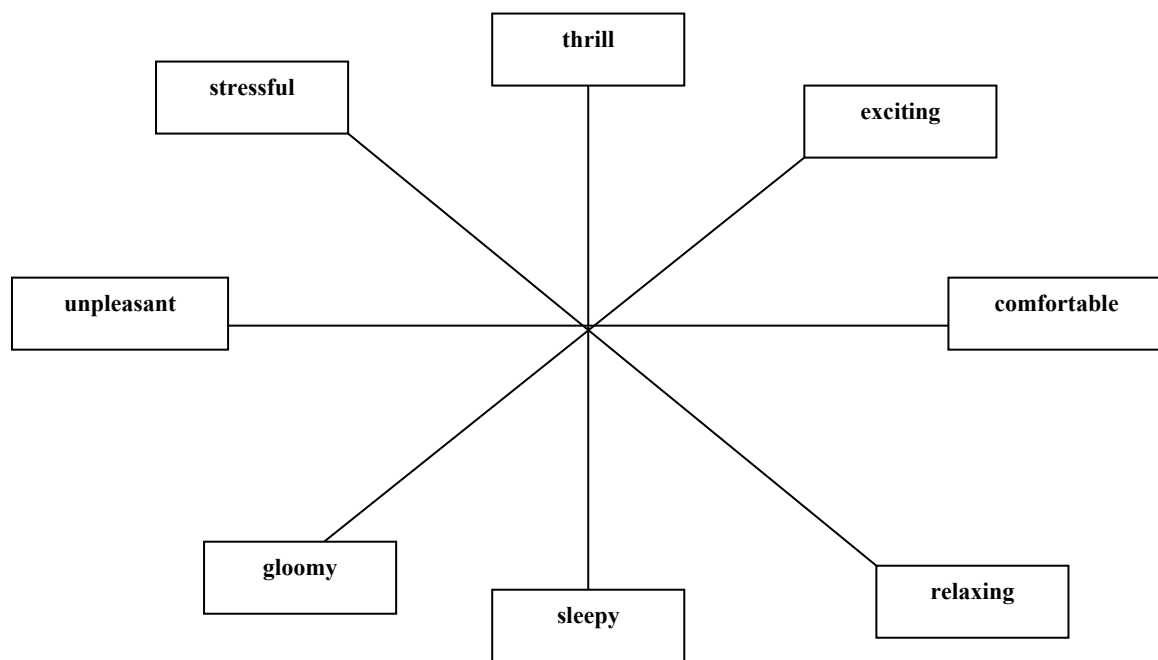 thrill
stressful
exciting
unpleasant
comfortable
gloomy
relaxing
sleepy